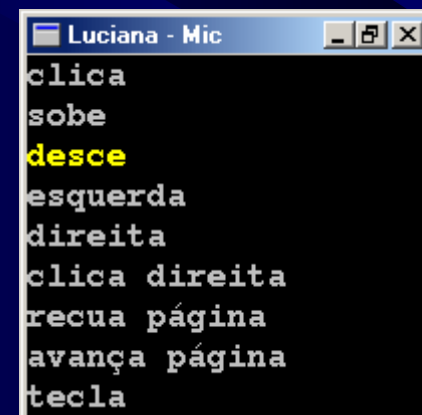 Luciana - Mic
clica
sobe
desce
esquerda
direita
clica direita
recua página
avança página
tecla